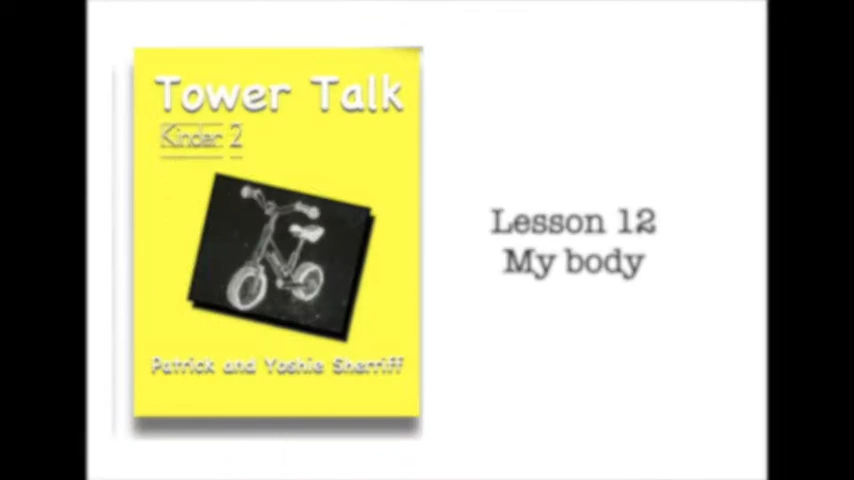 Tower Talk
Kinder 2
Patrick and Yoshie Sherriff
Lesson 12
My body